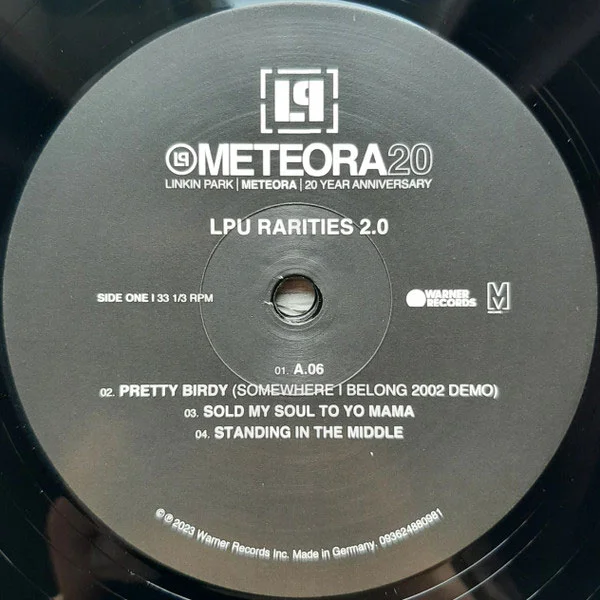 LP
LP METEORA20
LINKIN PARK | METEORA | 20 YEAR ANNIVERSARY
LPU RARITIES 2.0
SIDE ONE | 33 1/3 RPM
WARNER RECORDS
M
01. A.06
02. PRETTY BIRDY (SOMEWHERE I BELONG 2002 DEMO)
03. SOLD MY SOUL TO YO MAMA
04. STANDING IN THE MIDDLE
© ℗ 2023 Warner Records Inc. Made in Germany. 093624880981